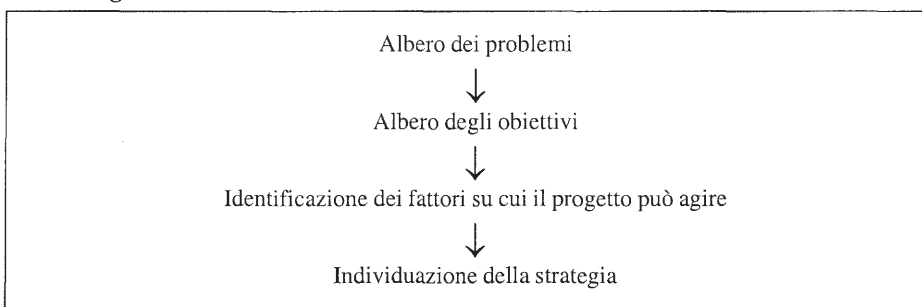 Albero dei problemi
Albero degli obiettivi
Identificazione dei fattori su cui il progetto può agire
Individuazione della strategia